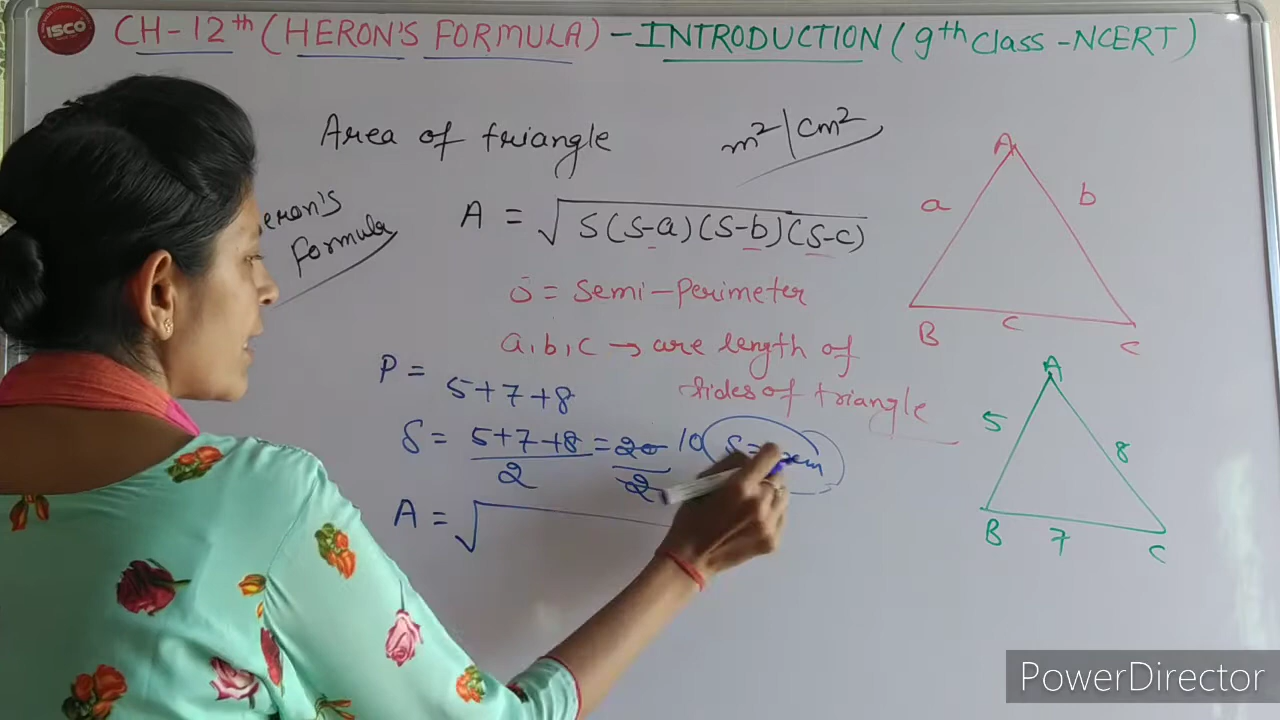 ISCO
CH-12th (HERON'S FORMULA) - INTRODUCTION (9th Class - NCERT)
Area of triangle
m²|cm²
eron's
Formula
A = √S(S-a)(S-b)(S-c)
S = Semi-Perimeter
a,b,c → are length of
sides of triangle
P = 5+7+8
S = 5+7+8/2 = 20/2 10
S =
A = √
A
a
b
B
C
C
A
5
8
B
7
C
PowerDirector